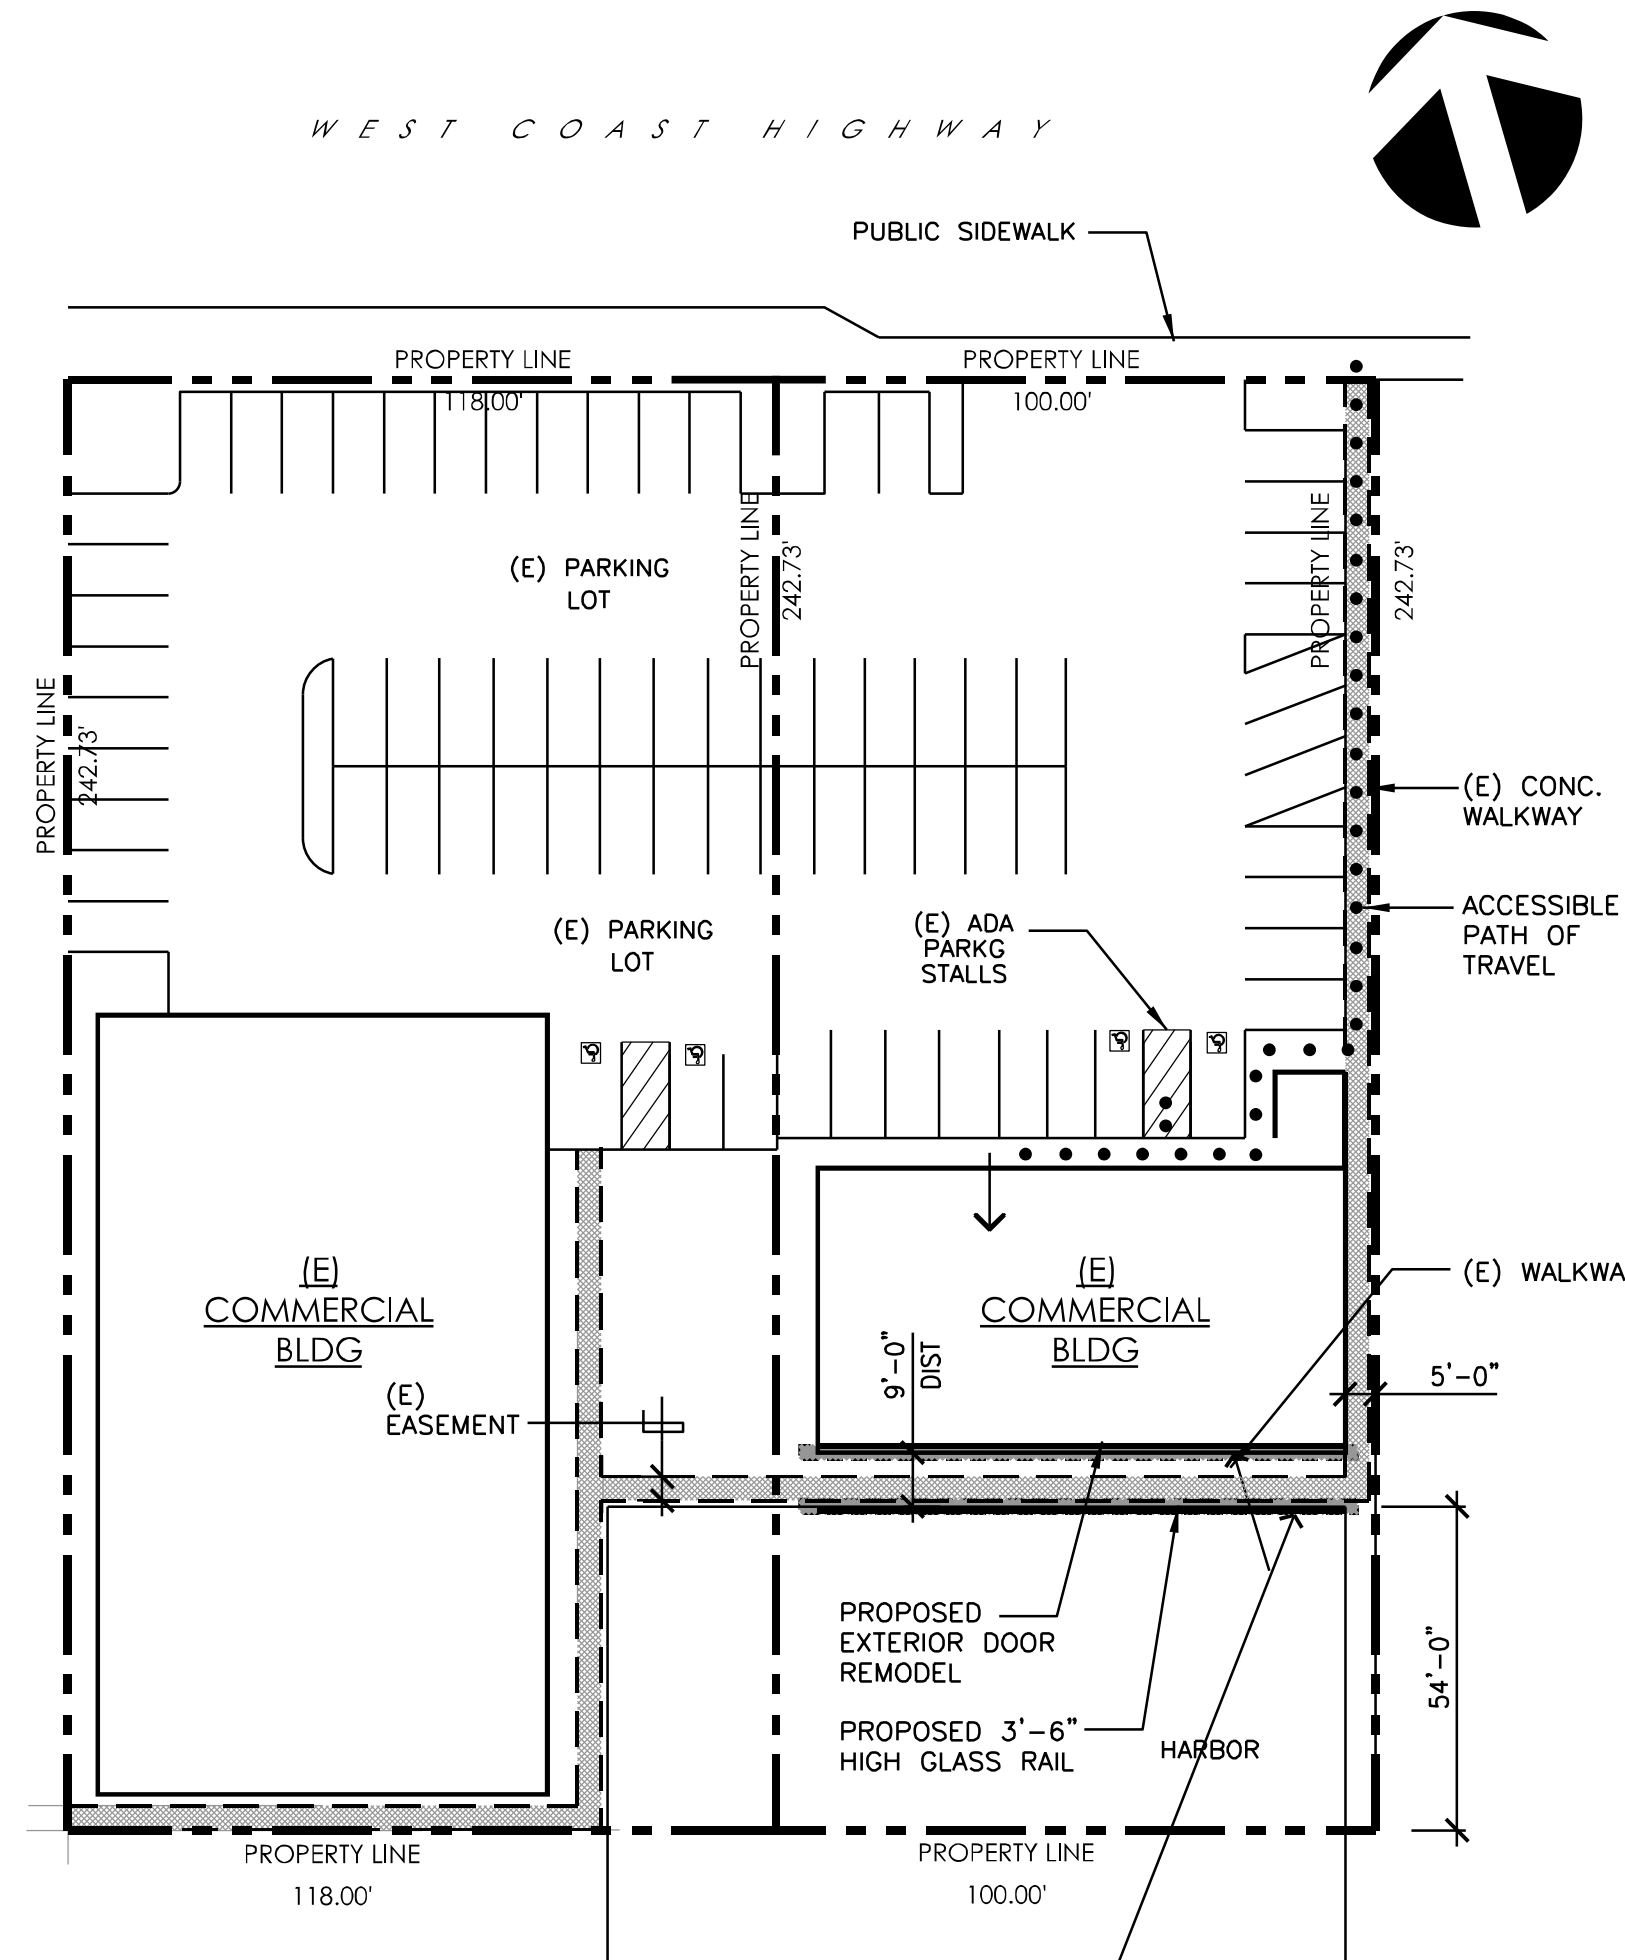 WEST COAST HIGHWAY
PUBLIC SIDEWALK
PROPERTY LINE
118.00'
PROPERTY LINE
100.00'
(E) PARKING
LOT
PROPERTY LINE
242.73'
PROPERTY LINE
242.73'
PROPERTY LINE
242.73'
(E) CONC.
WALKWAY
(E) PARKING
LOT
(E) ADA
PARKG
STALLS
ACCESSIBLE
PATH OF
TRAVEL
(E)
COMMERCIAL
BLDG
(E)
COMMERCIAL
BLDG
(E) WALKWA
9'-0"
DIST
5'-0"
(E)
EASEMENT
PROPOSED
EXTERIOR DOOR
REMODEL
54'-0"
PROPOSED 3'-6"
HIGH GLASS RAIL
HARBOR
PROPERTY LINE
118.00'
PROPERTY LINE
100.00'